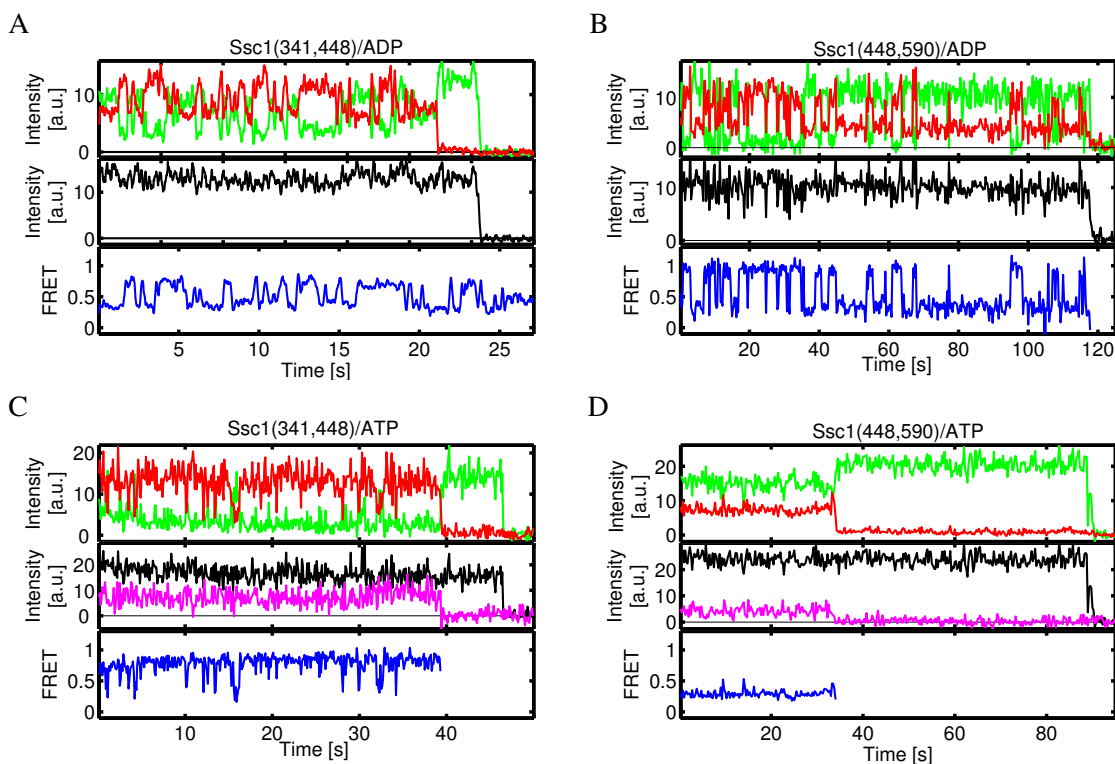 A
Ssc1(341,448)/ADP
Intensity
[a.u.]
10
0
Intensity
[a.u.]
10
0
FRET
1
0.5
0
5
10
15
20
25
Time [s]
B
Ssc1(448,590)/ADP
Intensity
[a.u.]
10
0
Intensity
[a.u.]
10
0
FRET
1
0.5
0
20
40
60
80
100
120
Time [s]
C
Ssc1(341,448)/ATP
Intensity
[a.u.]
20
10
0
Intensity
[a.u.]
20
10
0
FRET
1
0.5
0
10
20
30
40
Time [s]
D
Ssc1(448,590)/ATP
Intensity
[a.u.]
20
10
0
Intensity
[a.u.]
20
10
0
FRET
1
0.5
0
20
40
60
80
Time [s]